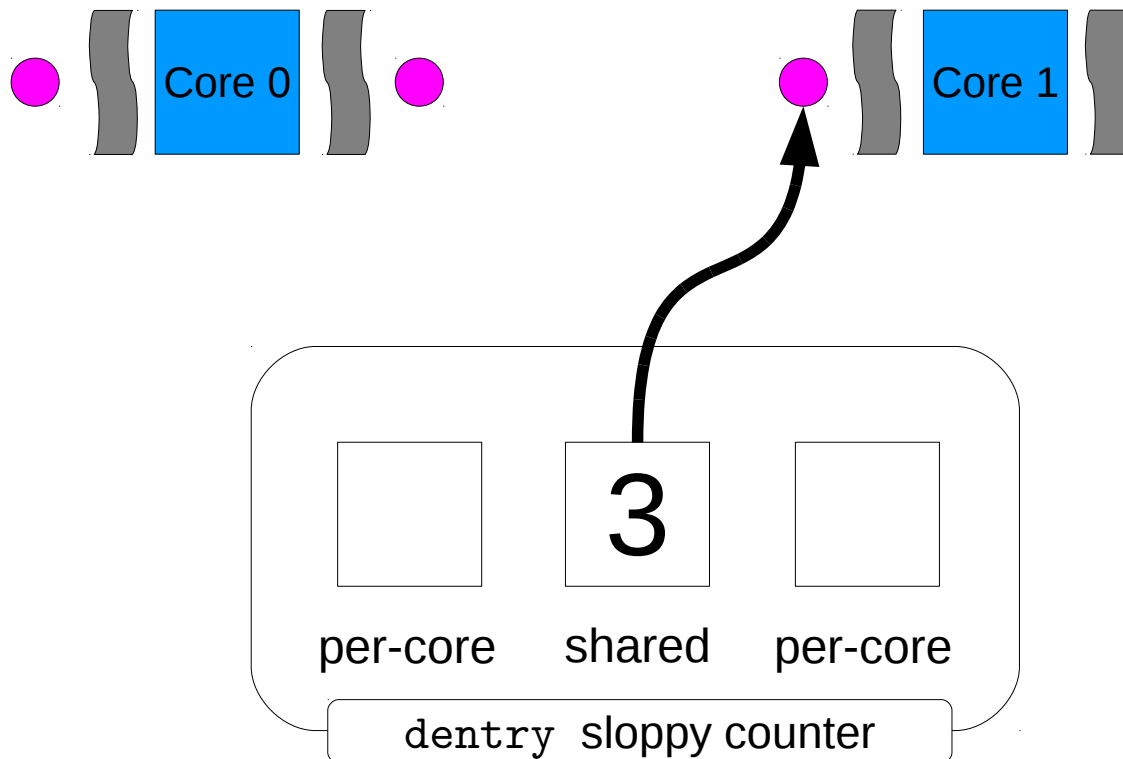 Core 0
Core 1
3
per-core
shared
per-core
dentry sloppy counter